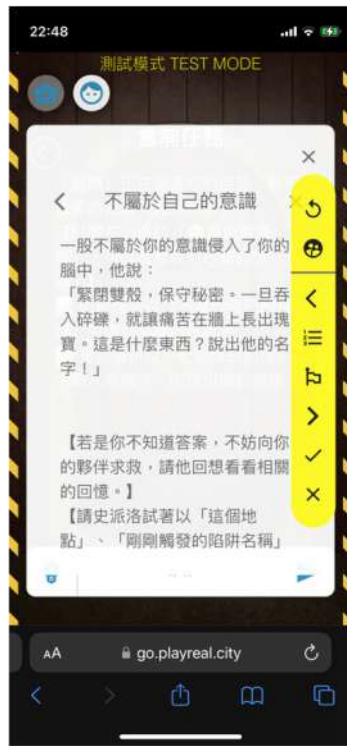 22:48
測試模式 TEST MODE
不屬於自己的意識
一股不屬於你的意識侵入了你的
腦中，他說：
「緊閉雙殼，保守秘密。一旦吞
入碎礫，就讓痛苦在牆上長出瑰
寶。這是什麼東西？說出他的名
字！」
【若是你不知道答案，不妨向你
的夥伴求救，請他回想看看相關
的回憶。】
【請史派洛試著以「這個地
點」、「剛剛觸發的陷阱名稱」
AA
go.playreal.city